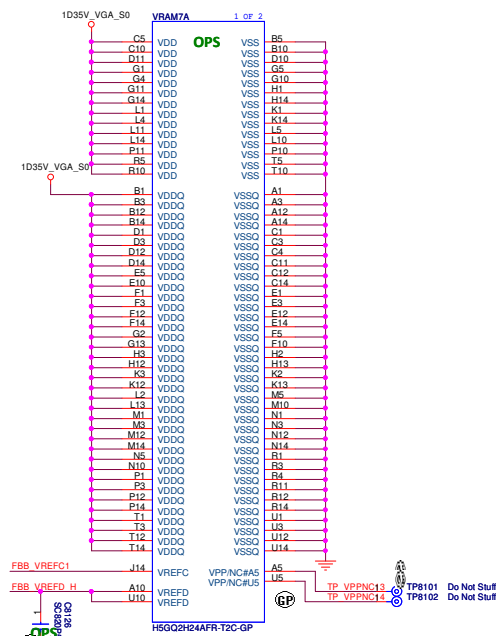 1D35V_VGA_S0
VRAM7A 1 OF 2
OPS
C5 VDD VSS B5
C10 VDD VSS B10
D11 VDD VSS D10
G1 VDD VSS G5
G4 VDD VSS G10
G11 VDD VSS H1
G14 VDD VSS H14
L1 VDD VSS K1
L4 VDD VSS K14
L11 VDD VSS L5
L14 VDD VSS L10
P11 VDD VSS P10
R5 VDD VSS T5
R10 VDD VSS T10
1D35V_VGA_S0
B1 VDDQ VSSQ A1
B3 VDDQ VSSQ A3
B12 VDDQ VSSQ A12
B14 VDDQ VSSQ A14
D1 VDDQ VSSQ C1
D3 VDDQ VSSQ C3
D12 VDDQ VSSQ C4
D14 VDDQ VSSQ C11
E5 VDDQ VSSQ C12
E10 VDDQ VSSQ C14
F1 VDDQ VSSQ E1
F3 VDDQ VSSQ E3
F12 VDDQ VSSQ E12
F14 VDDQ VSSQ E14
G2 VDDQ VSSQ F5
G13 VDDQ VSSQ F10
H3 VDDQ VSSQ H2
H12 VDDQ VSSQ H13
K3 VDDQ VSSQ K2
K12 VDDQ VSSQ K13
L2 VDDQ VSSQ M5
L13 VDDQ VSSQ M10
M1 VDDQ VSSQ N1
M3 VDDQ VSSQ N3
M12 VDDQ VSSQ N12
M14 VDDQ VSSQ N14
N5 VDDQ VSSQ R1
N10 VDDQ VSSQ R3
P1 VDDQ VSSQ R4
P3 VDDQ VSSQ R11
P12 VDDQ VSSQ R12
P14 VDDQ VSSQ R14
T1 VDDQ VSSQ U1
T3 VDDQ VSSQ U3
T12 VDDQ VSSQ U12
T14 VDDQ VSSQ U14
FBB_VREFC1 J14 VREFC VPP/NC#A5 A5
VPP/NC#U5 U5
FBB_VREFD_H A10 VREFD TP_VPPNC13 TP8101 Do Not Stuff
U10 VREFD GP TP_VPPNC14 TP8102 Do Not Stuff
1
C8126
OPS
H5GQ2H24AFR-T2C-GP